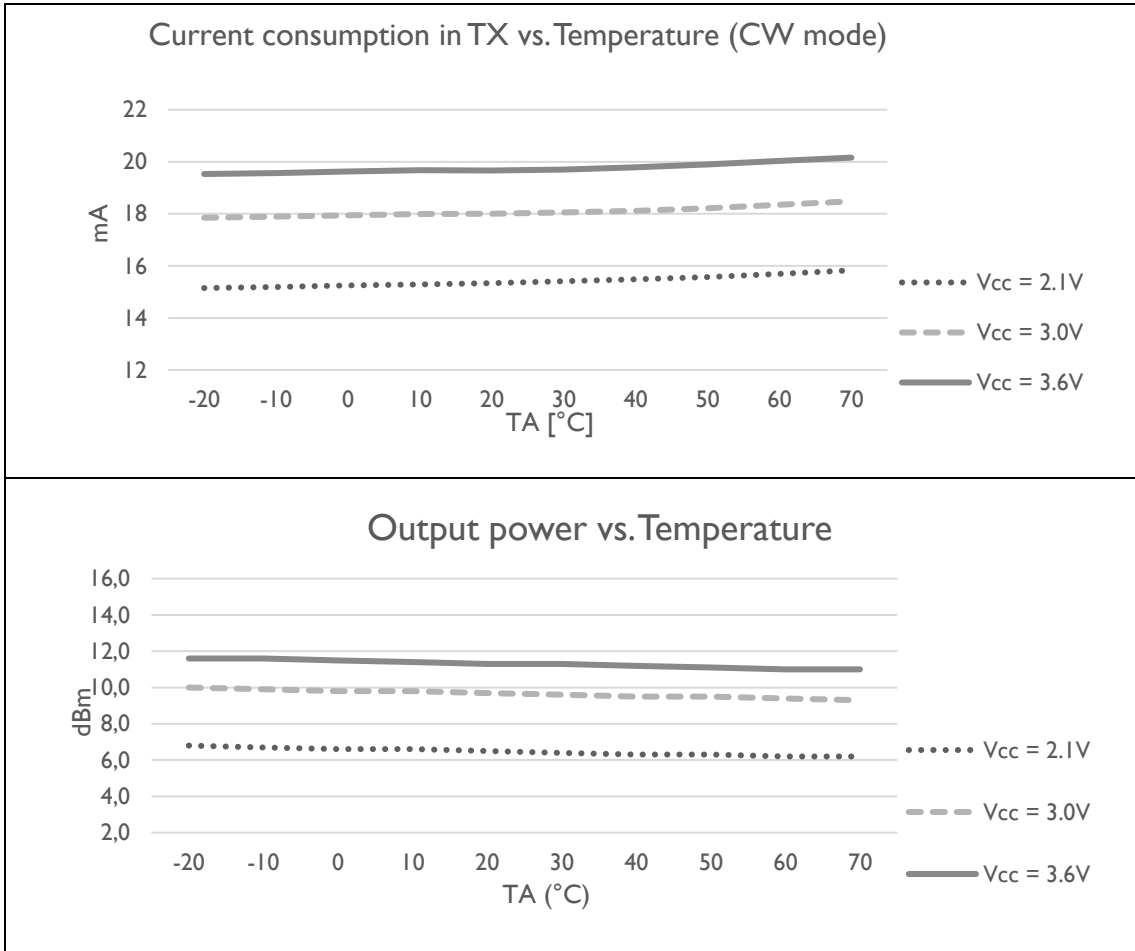 Current consumption in TX vs. Temperature (CW mode)
22
20
18
16
14
12
mA
-20 -10 0 10 20 30 40 50 60 70
TA [°C]
Vcc = 2.1V
Vcc = 3.0V
Vcc = 3.6V
Output power vs. Temperature
16,0
14,0
12,0
10,0
8,0
6,0
4,0
2,0
dBm
-20 -10 0 10 20 30 40 50 60 70
TA (°C)
Vcc = 2.1V
Vcc = 3.0V
Vcc = 3.6V